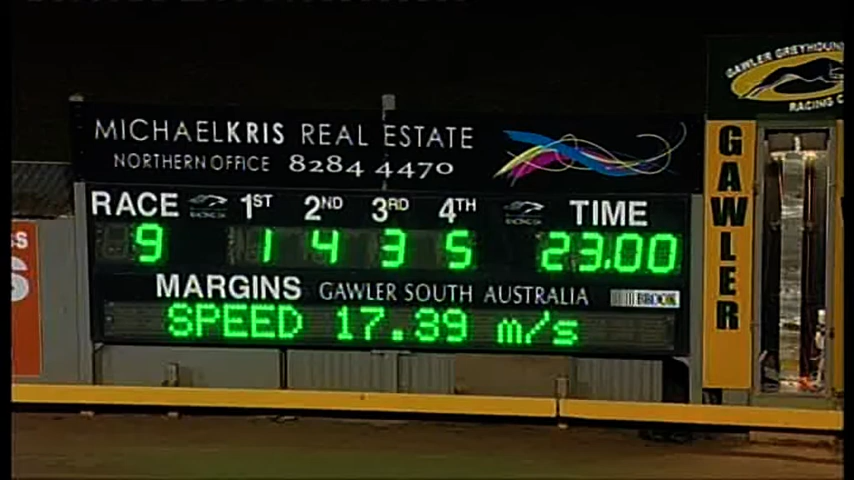 GAWLER GREYHOUND
RACING C
MICHAELKRIS REAL ESTATE
NORTHERN OFFICE 8284 4470
RACE 1ST 2ND 3RD 4TH TIME
9 1 4 3 5 23.00
MARGINS GAWLER SOUTH AUSTRALIA BROOK
SPEED 17.39 m/s
GAWLER
S
S